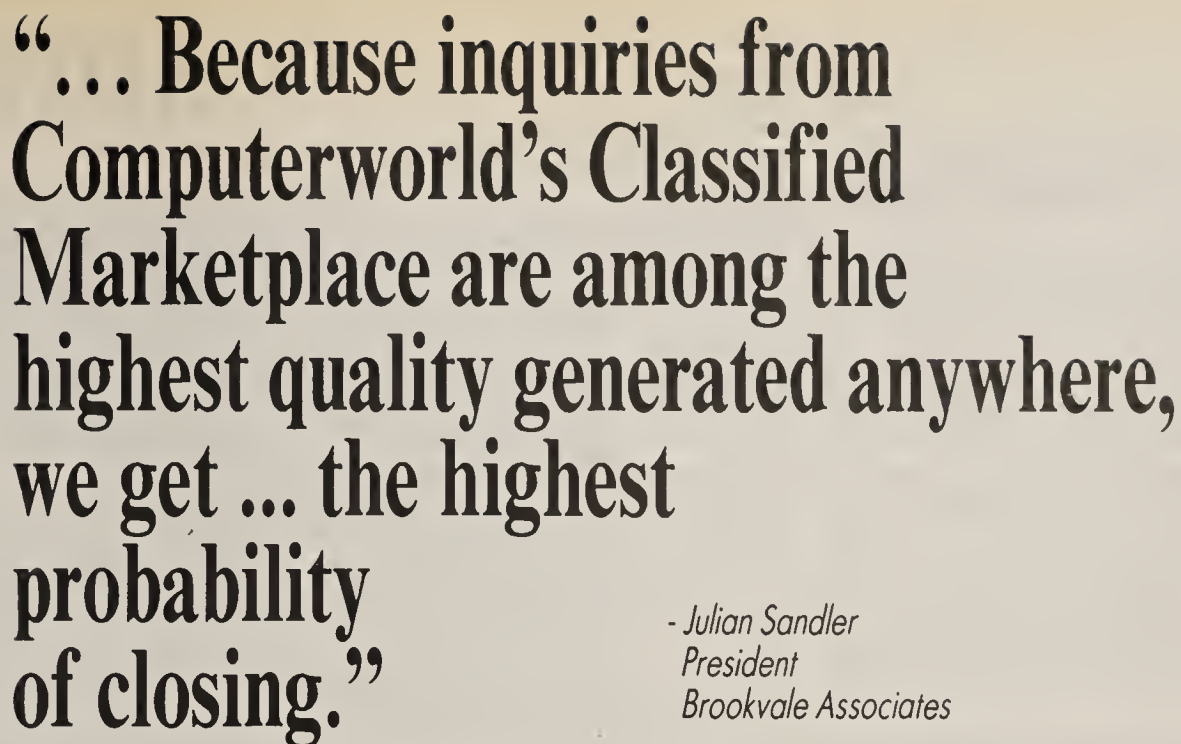 “... Because inquiries from
Computerworld’s Classified
Marketplace are among the
highest quality generated anywhere,
we get ... the highest
probability
of closing.”
- Julian Sandler
President
Brookvale Associates